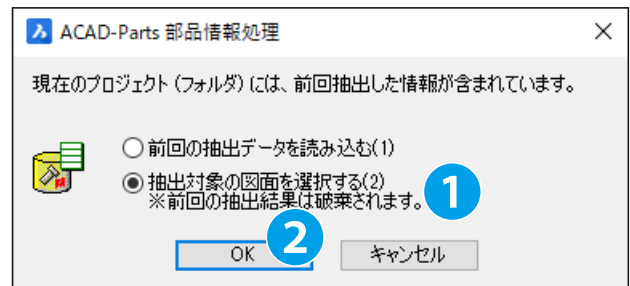 ACAD-Parts 部品情報処理
現在のプロジェクト（フォルダ）には、前回抽出した情報が含まれています。
前回の抽出データを読み込む(1)
抽出対象の図面を選択する(2)
※前回の抽出結果は破棄されます。
1
2
OK
キャンセル